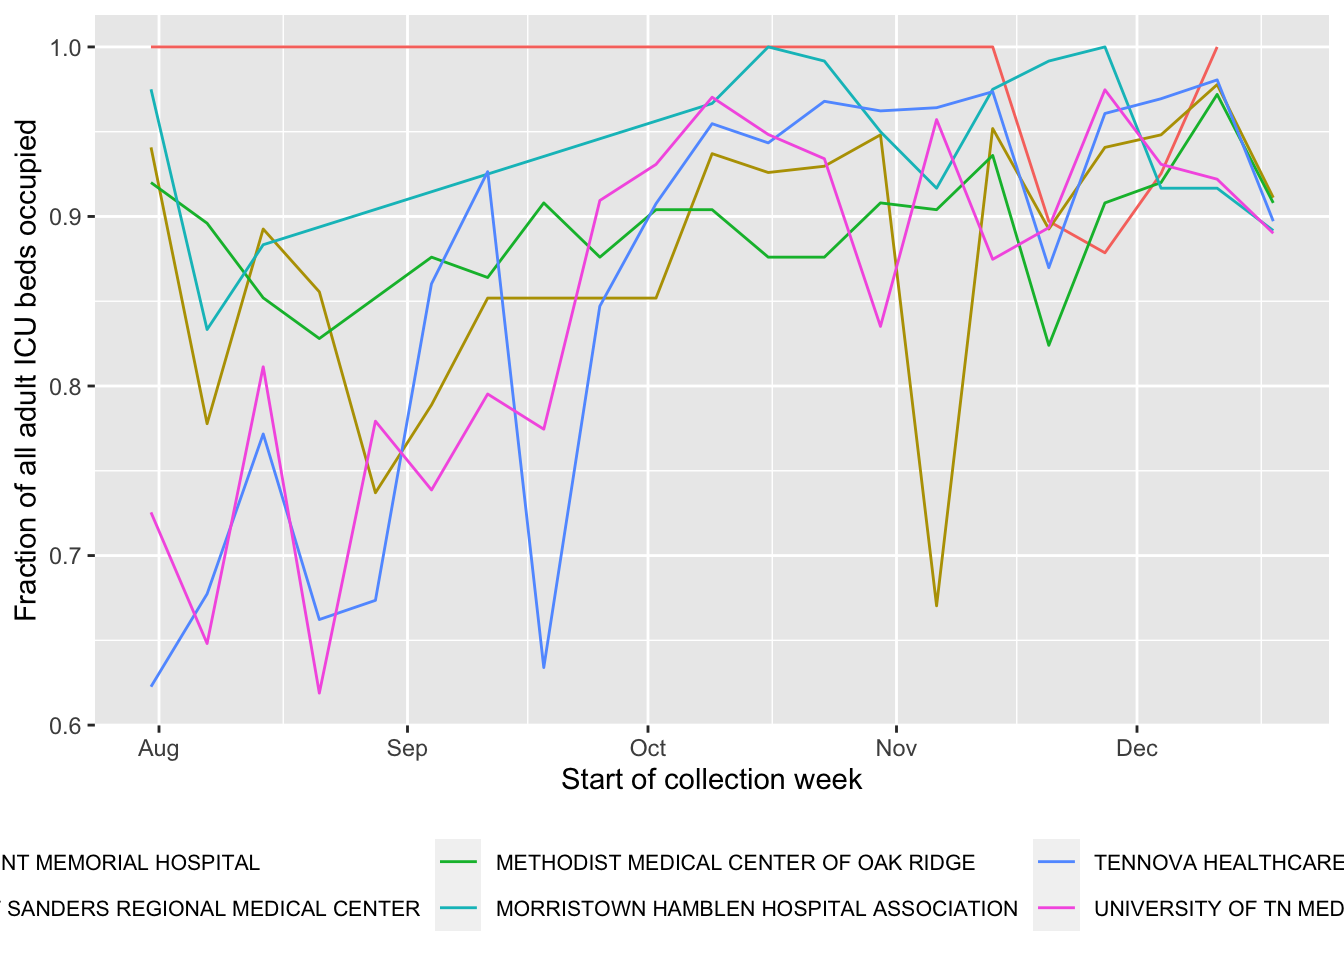 1.0
0.9
0.8
0.7
0.6
Fraction of all adult ICU beds occupied
Aug Sep Oct Nov Dec
Start of collection week
NT MEMORIAL HOSPITAL METHODIST MEDICAL CENTER OF OAK RIDGE TENNOVA HEALTHCARE
SANDERS REGIONAL MEDICAL CENTER MORRISTOWN HAMBLEN HOSPITAL ASSOCIATION UNIVERSITY OF TN MED